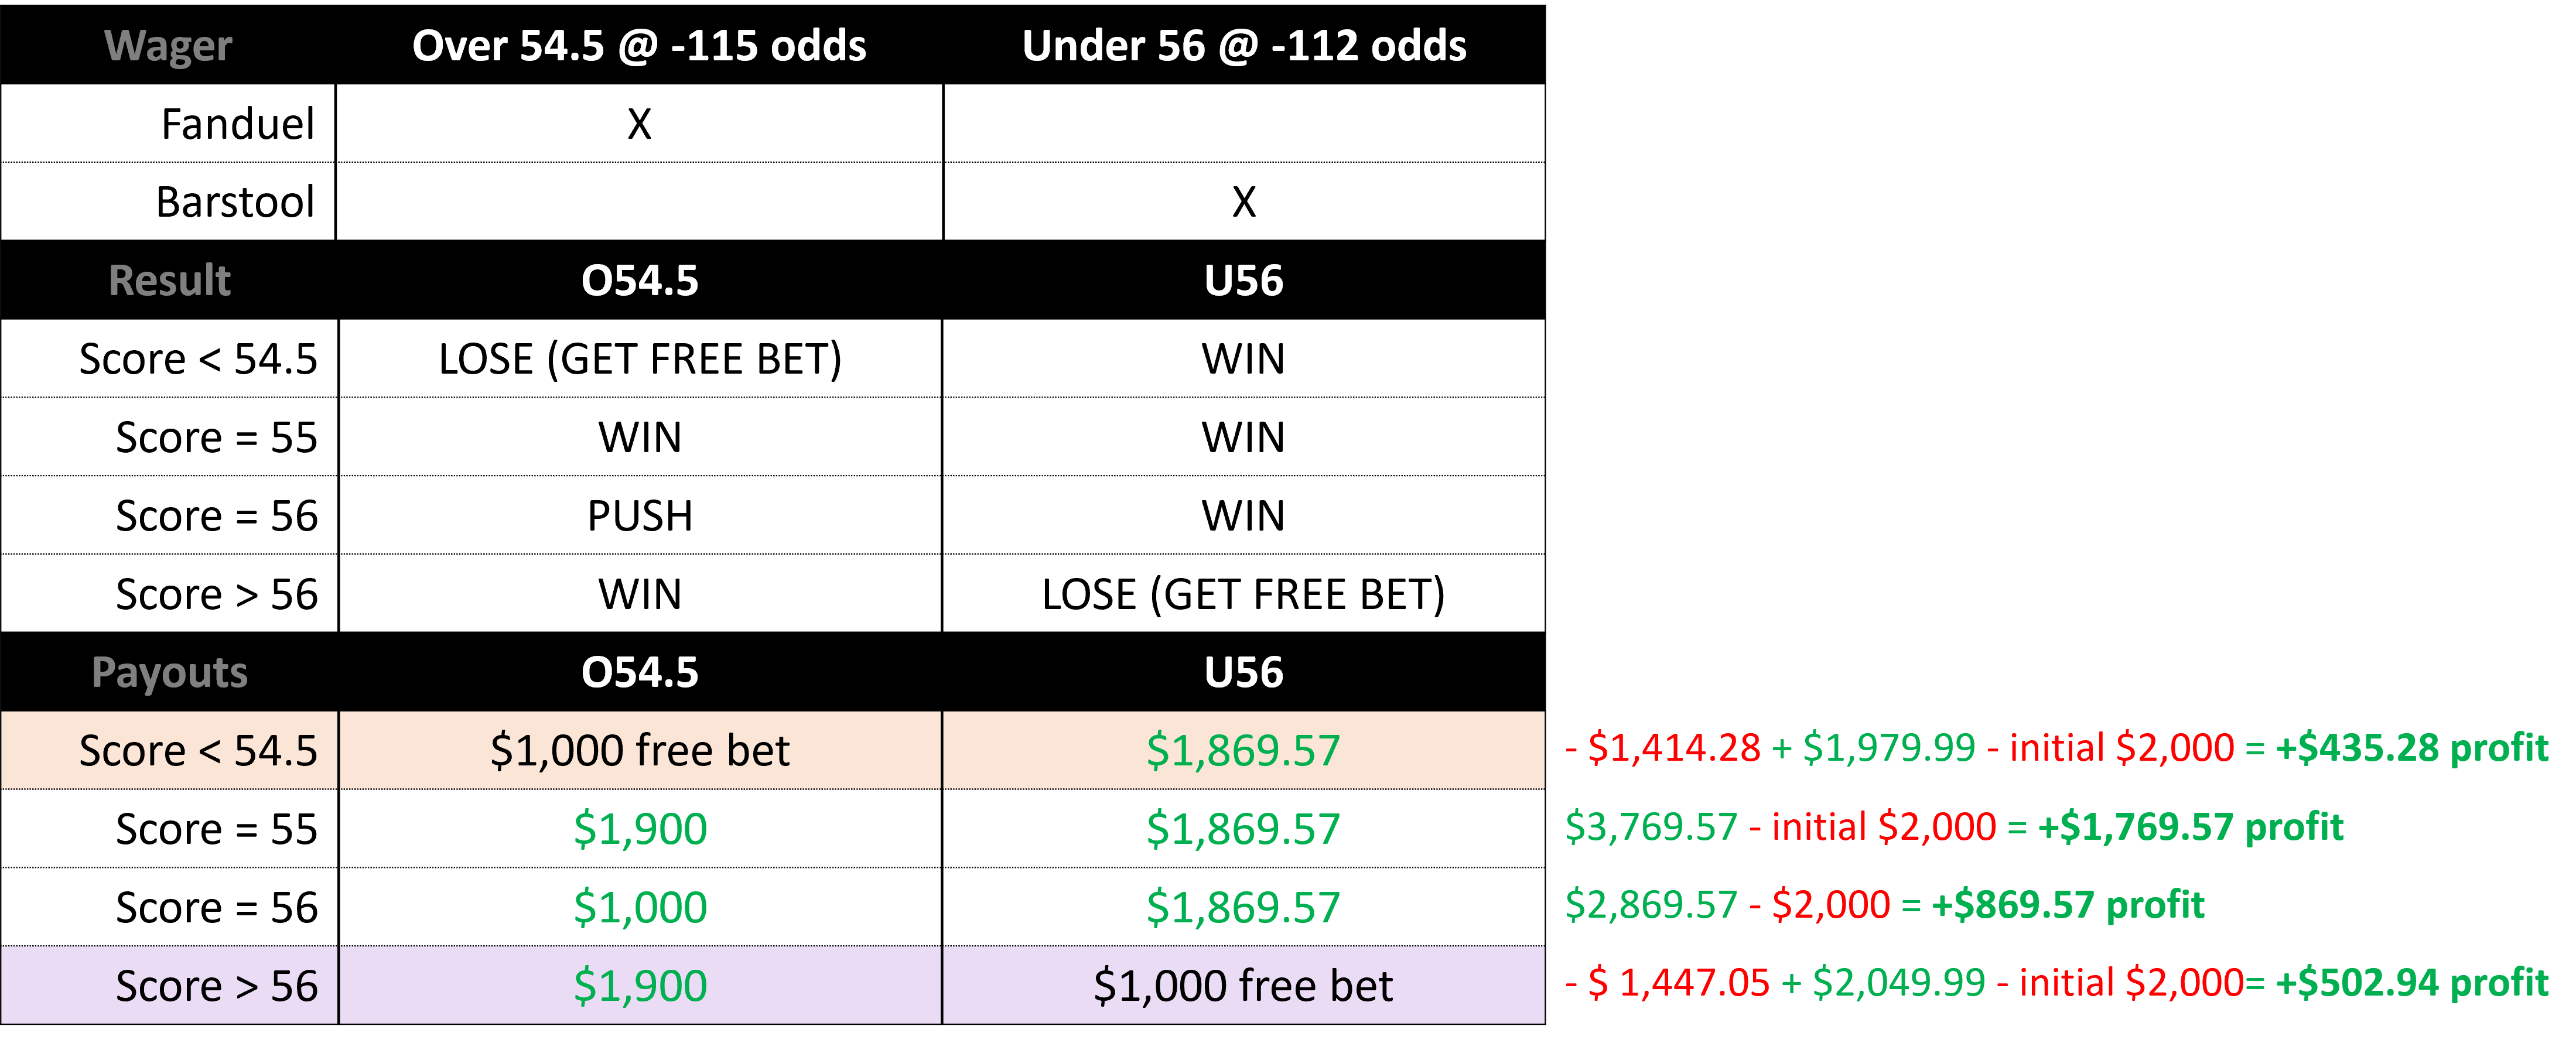 Wager Over 54.5 @ -115 odds Under 56 @ -112 odds
Fanduel X
Barstool X
Result O54.5 U56
Score < 54.5 LOSE (GET FREE BET) WIN
Score = 55 WIN WIN
Score = 56 PUSH WIN
Score > 56 WIN LOSE (GET FREE BET)
Payouts O54.5 U56
Score < 54.5 $1,000 free bet $1,869.57 - $1,414.28 + $1,979.99 - initial $2,000 = +$435.28 profit
Score = 55 $1,900 $1,869.57 $3,769.57 - initial $2,000 = +$1,769.57 profit
Score = 56 $1,000 $1,869.57 $2,869.57 - $2,000 = +$869.57 profit
Score > 56 $1,900 $1,000 free bet - $ 1,447.05 + $2,049.99 - initial $2,000= +$502.94 profit